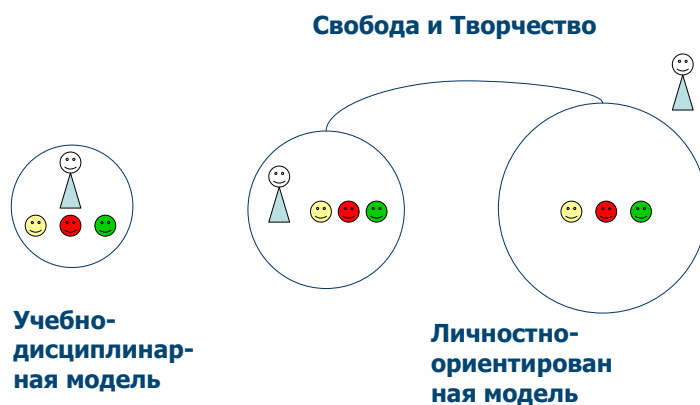 Свобода и Творчество
Учебно-
дисциплинар-
ная модель
Личностно-
ориентирован
ная модель